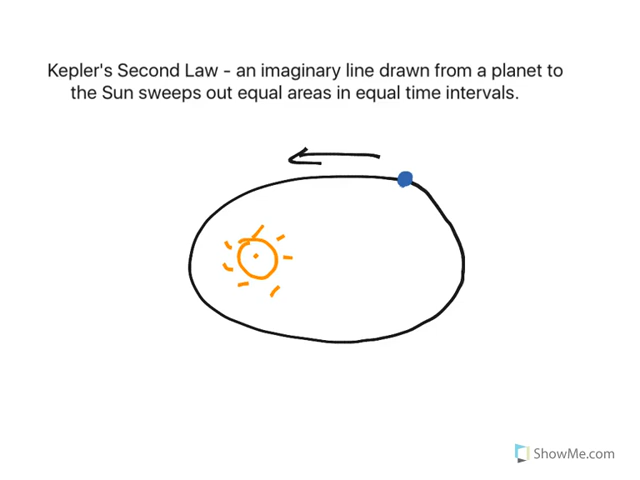 Kepler's Second Law - an imaginary line drawn from a planet to
the Sun sweeps out equal areas in equal time intervals.
ShowMe.com